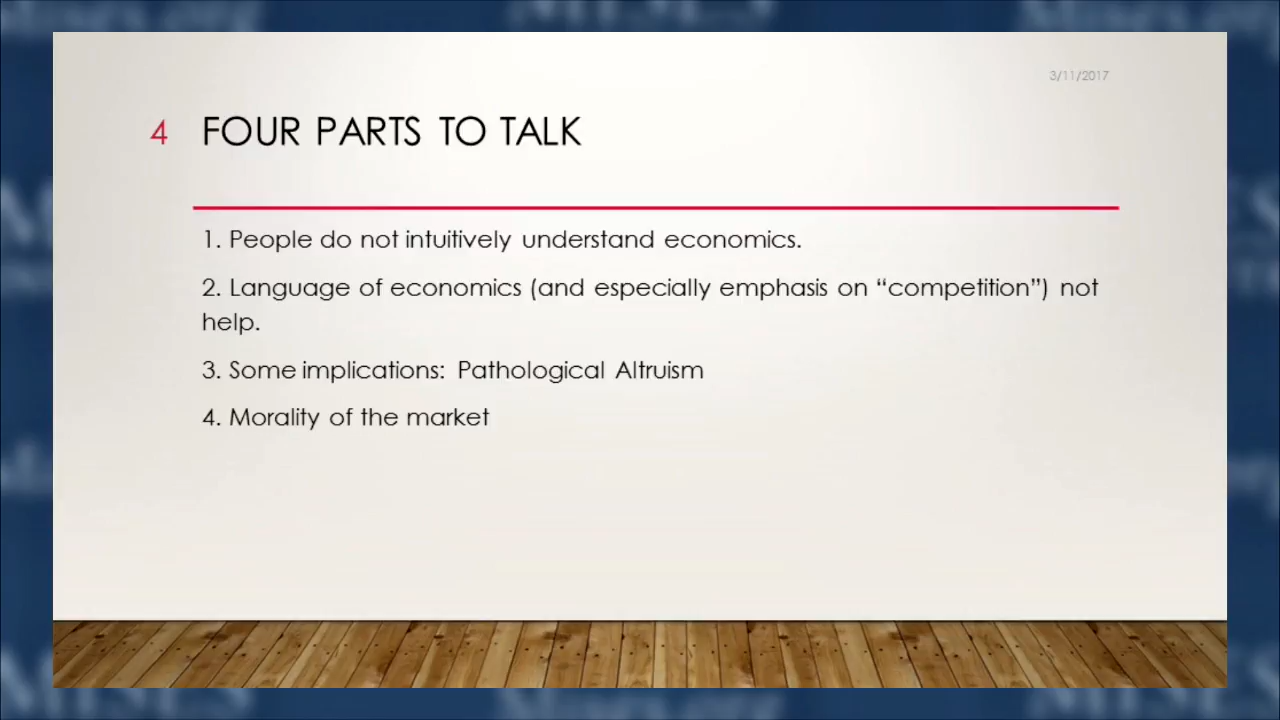 3/11/2017
4 FOUR PARTS TO TALK
1. People do not intuitively understand economics.
2. Language of economics (and especially emphasis on “competition”) not
help.
3. Some implications: Pathological Altruism
4. Morality of the market